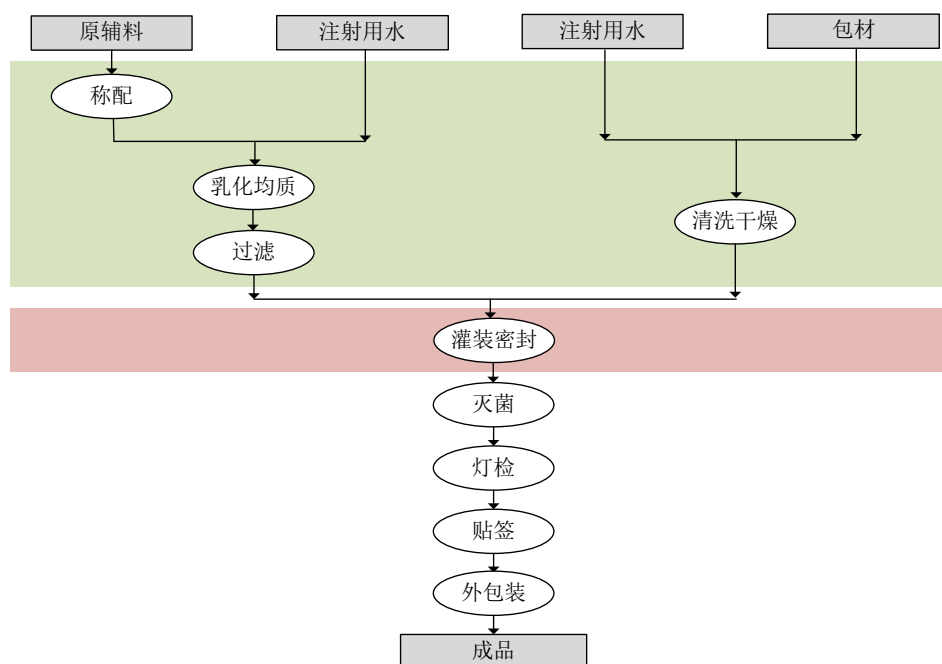 原辅料
注射用水
注射用水
包材
称配
乳化均质
过滤
清洗干燥
灌装密封
灭菌
灯检
贴签
外包装
成品